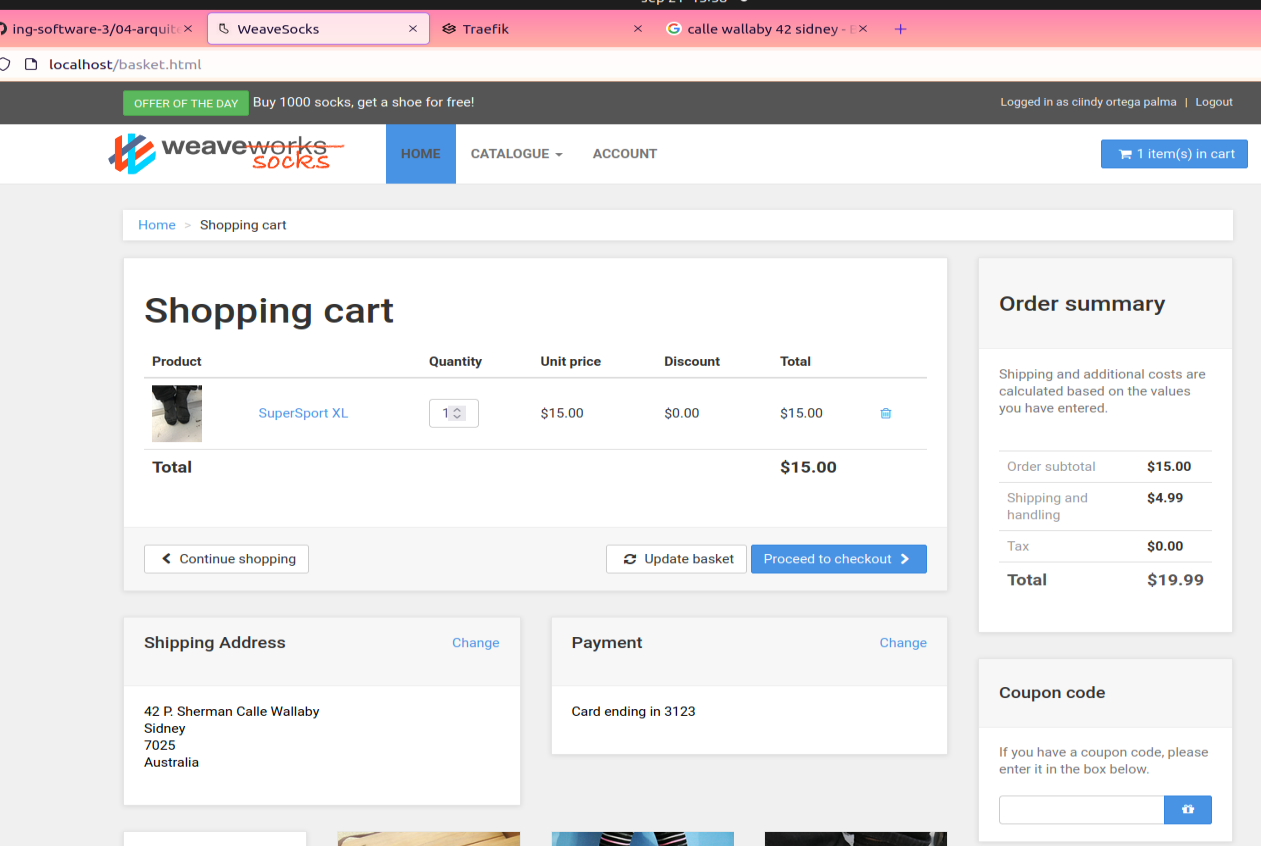 ing-software-3/04-arquite
WeaveSocks
Traefik
calle wallaby 42 sidney - B
localhost/basket.html
OFFER OF THE DAY Buy 1000 socks, get a shoe for free!
Logged in as ciindy ortega palma | Logout
weaveworks
socks
HOME
CATALOGUE
ACCOUNT
1 item(s) in cart
Home > Shopping cart
Shopping cart
Product Quantity Unit price Discount Total
SuperSport XL 1 $15.00 $0.00 $15.00
Total $15.00
Continue shopping
Update basket
Proceed to checkout
Order summary
Shipping and additional costs are
calculated based on the values
you have entered.
Order subtotal $15.00
Shipping and $4.99
handling
Tax $0.00
Total $19.99
Shipping Address Change
42 P. Sherman Calle Wallaby
Sidney
7025
Australia
Payment Change
Card ending in 3123
Coupon code
If you have a coupon code, please
enter it in the box below.